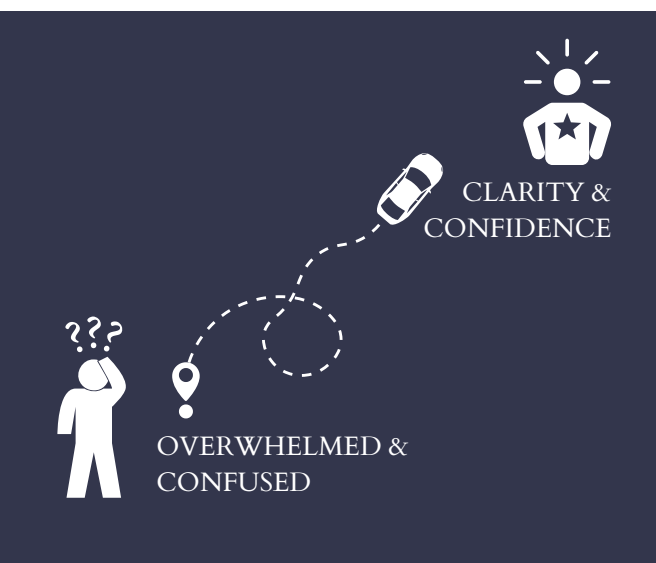 CLARITY &
CONFIDENCE
???
OVERWHELMED &
CONFUSED